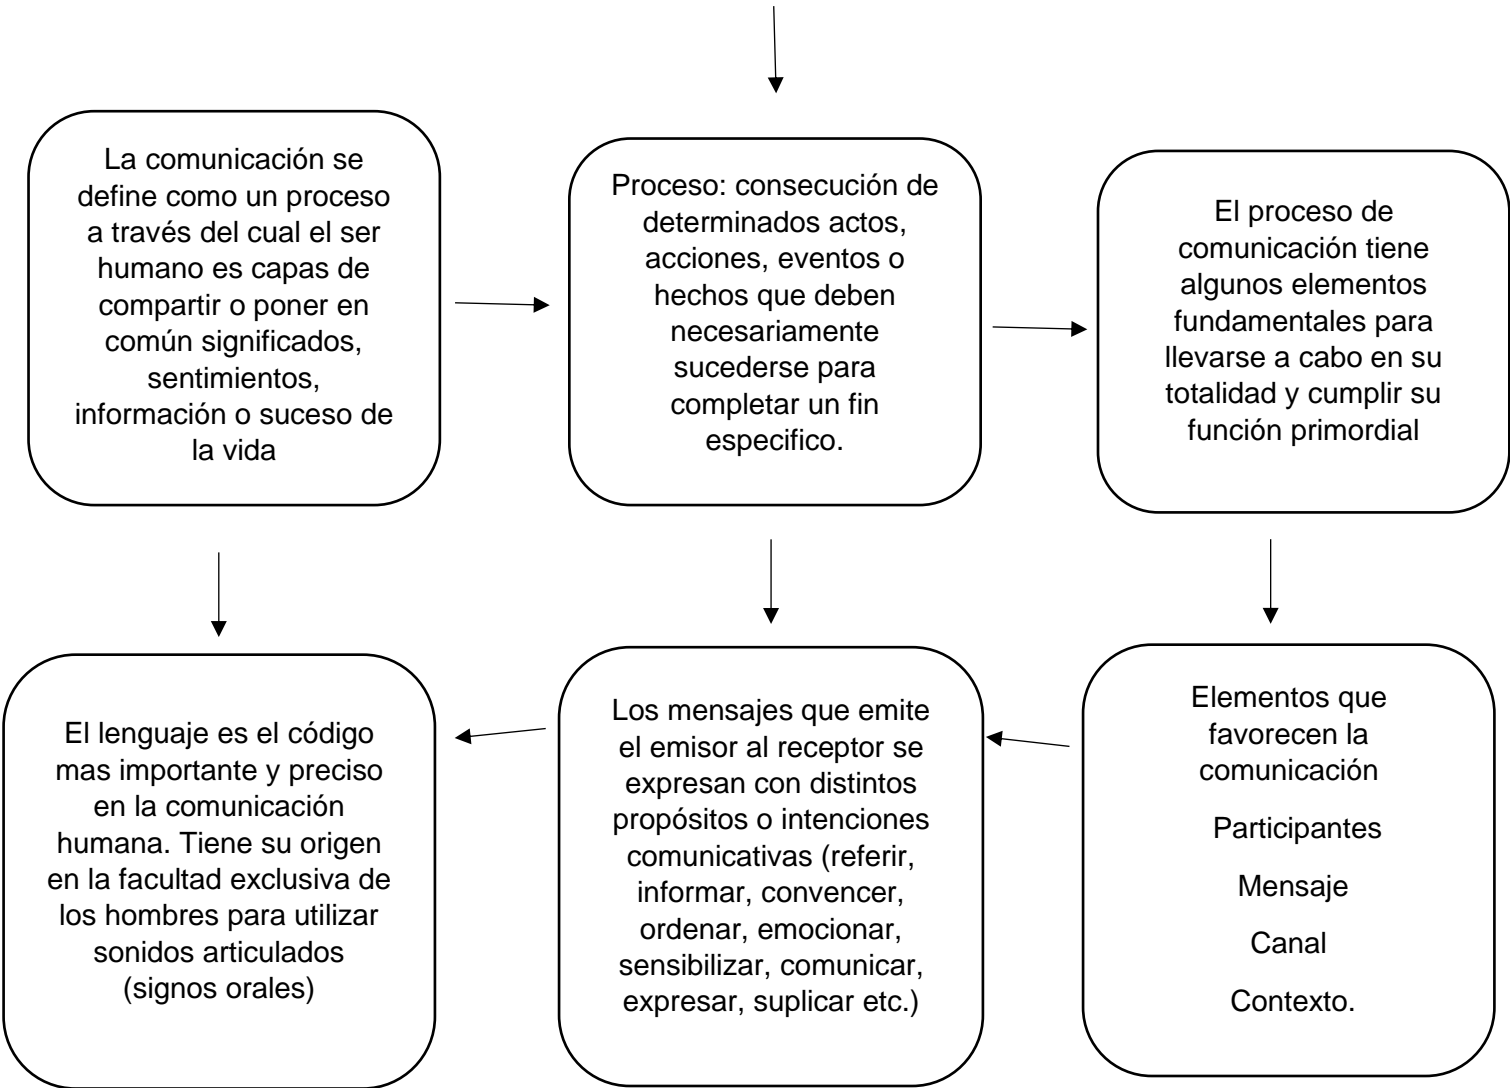 La comunicación se
define como un proceso
a través del cual el ser
humano es capas de
compartir o poner en
común significados,
sentimientos,
información o suceso de
la vida
Proceso: consecución de
determinados actos,
acciones, eventos o
hechos que deben
necesariamente
sucederse para
completar un fin
especifico.
El proceso de
comunicación tiene
algunos elementos
fundamentales para
llevarse a cabo en su
totalidad y cumplir su
función primordial
El lenguaje es el código
mas importante y preciso
en la comunicación
humana. Tiene su origen
en la facultad exclusiva de
los hombres para utilizar
sonidos articulados
(signos orales)
Los mensajes que emite
el emisor al receptor se
expresan con distintos
propósitos o intenciones
comunicativas (referir,
informar, convencer,
ordenar, emocionar,
sensibilizar, comunicar,
expresar, suplicar etc.)
Elementos que
favorecen la
comunicación
Participantes
Mensaje
Canal
Contexto.